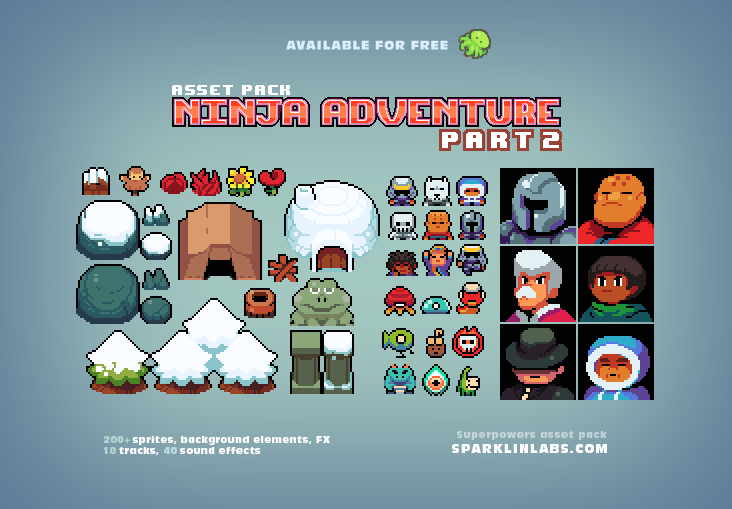 AVAILABLE FOR FREE
ASSET PACK
NINJA ADVENTURE
PART 2
200+ sprites, background elements, FX
18 tracks, 40 sound effects
Superpowers asset pack
SPARKLINLABS.COM